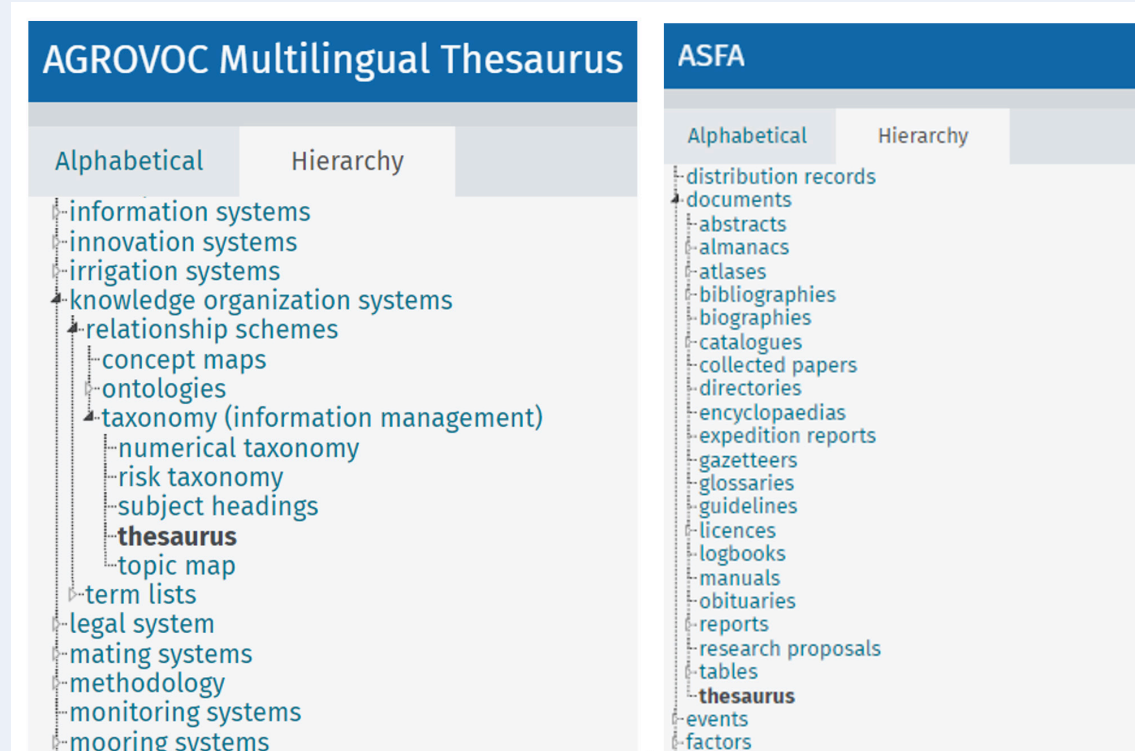 AGROVOC Multilingual Thesaurus
Alphabetical
Hierarchy
information systems
innovation systems
irrigation systems
knowledge organization systems
relationship schemes
concept maps
ontologies
taxonomy (information management)
numerical taxonomy
risk taxonomy
subject headings
thesaurus
topic map
term lists
legal system
mating systems
methodology
monitoring systems
mooring systems
ASFA
Alphabetical
Hierarchy
distribution records
documents
abstracts
almanacs
atlases
bibliographies
biographies
catalogues
collected papers
directories
encyclopaedias
expedition reports
gazetteers
glossaries
guidelines
licences
logbooks
manuals
obituaries
reports
research proposals
tables
thesaurus
events
factors